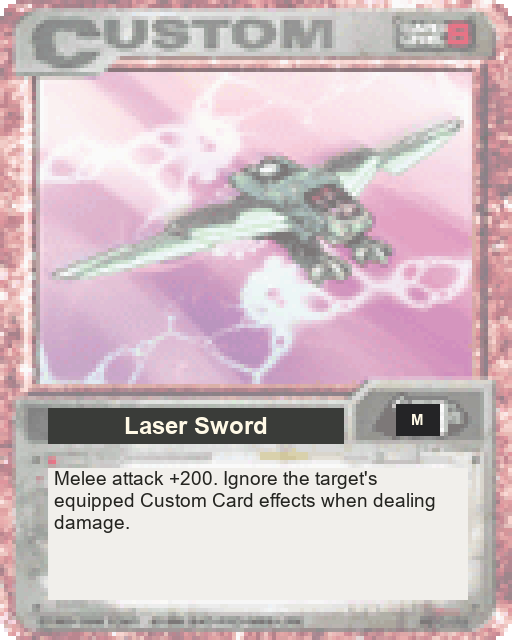 CUSTOM
Laser Sword
M
Melee attack +200. Ignore the target's
equipped Custom Card effects when dealing
damage.